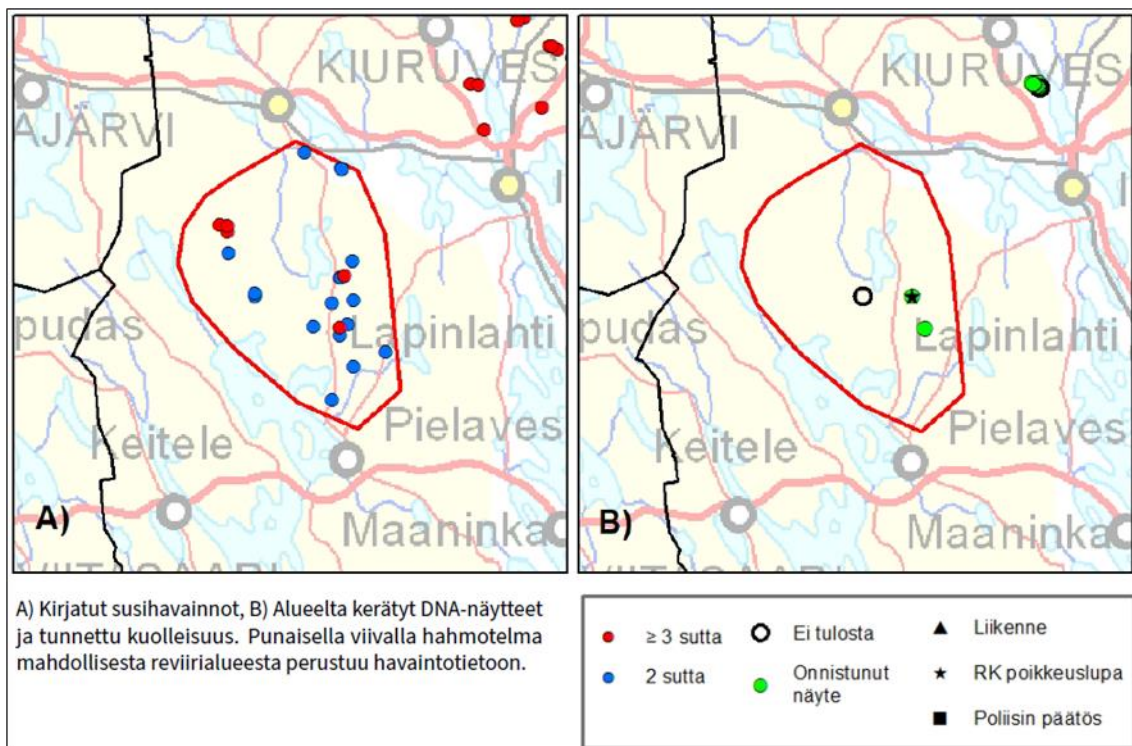 KIURUVES
AJÄRVI
I
Lapinlahti
pudas
Pielaves
Keitele
A)
Maaninka
VIITASAARI
KIURUVES
AJÄRVI
I
Lapinlahti
pudas
Pielaves
Keitele
B)
Maaninka
VIITASAARI
A) Kirjatut susihavainnot, B) Alueelta kerätyt DNA-näytteet
ja tunnettu kuolleisuus. Punaisella viivalla hahmotelma
mahdollisesta reviirialueesta perustuu havaintotietoon.
≥ 3 sutta
2 sutta
Ei tulosta
Onnistunut
näyte
Liikenne
RK poikkeuslupa
Poliisin päätös